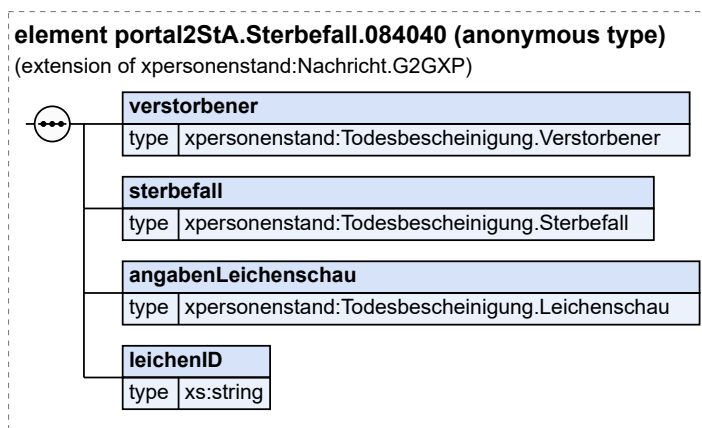 element portal2StA.Sterbefall.084040 (anonymous type)
(extension of xpersonenstand:Nachricht.G2GXP)
verstorbener
type xpersonenstand:Todesbescheinigung.Verstorbener
sterbefall
type xpersonenstand:Todesbescheinigung.Sterbefall
angabenLeichenschau
type xpersonenstand:Todesbescheinigung.Leichenschau
leichenID
type xs:string